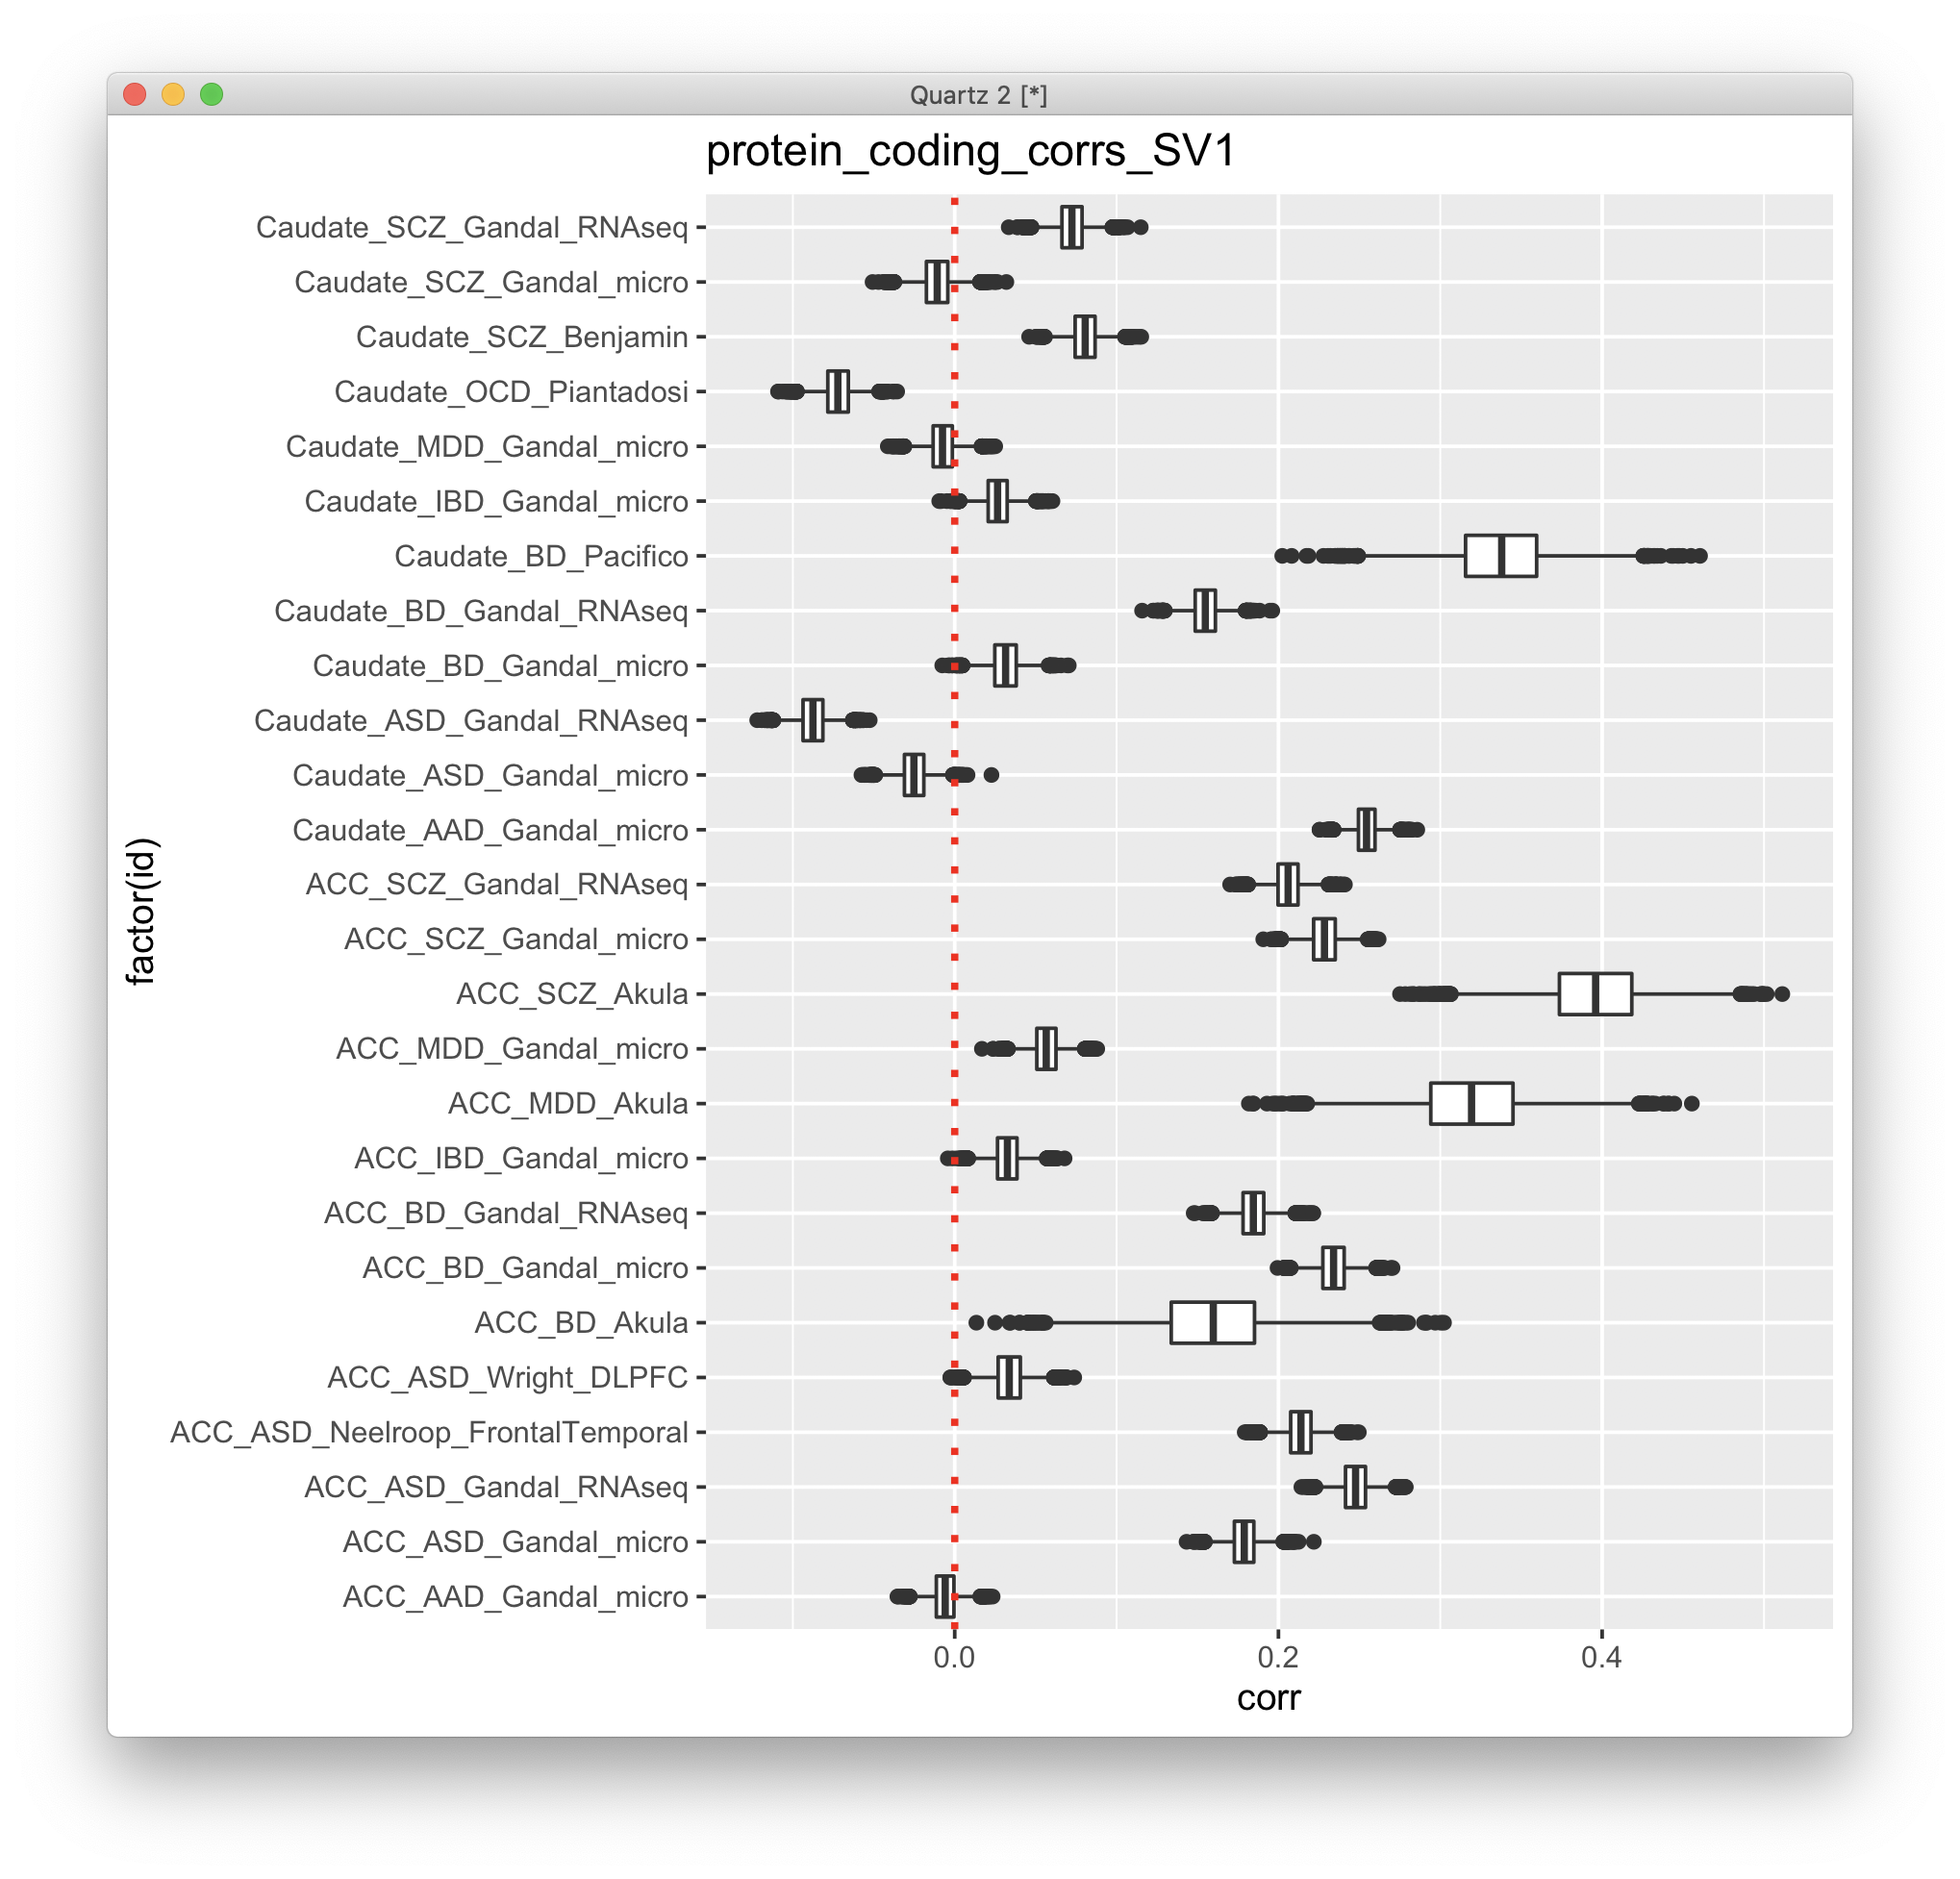 Quartz 2 [*]
protein_coding_corrs_SV1
Caudate_SCZ_Gandal_RNAseq
Caudate_SCZ_Gandal_micro
Caudate_SCZ_Benjamin
Caudate_OCD_Piantadosi
Caudate_MDD_Gandal_micro
Caudate_IBD_Gandal_micro
Caudate_BD_Pacifico
Caudate_BD_Gandal_RNAseq
Caudate_BD_Gandal_micro
Caudate_ASD_Gandal_RNAseq
Caudate_ASD_Gandal_micro
Caudate_AAD_Gandal_micro
ACC_SCZ_Gandal_RNAseq
ACC_SCZ_Gandal_micro
ACC_SCZ_Akula
ACC_MDD_Gandal_micro
ACC_MDD_Akula
ACC_IBD_Gandal_micro
ACC_BD_Gandal_RNAseq
ACC_BD_Gandal_micro
ACC_BD_Akula
ACC_ASD_Wright_DLPFC
ACC_ASD_Neelroop_FrontalTemporal
ACC_ASD_Gandal_RNAseq
ACC_ASD_Gandal_micro
ACC_AAD_Gandal_micro
factor(id)
0.0 0.2 0.4
corr